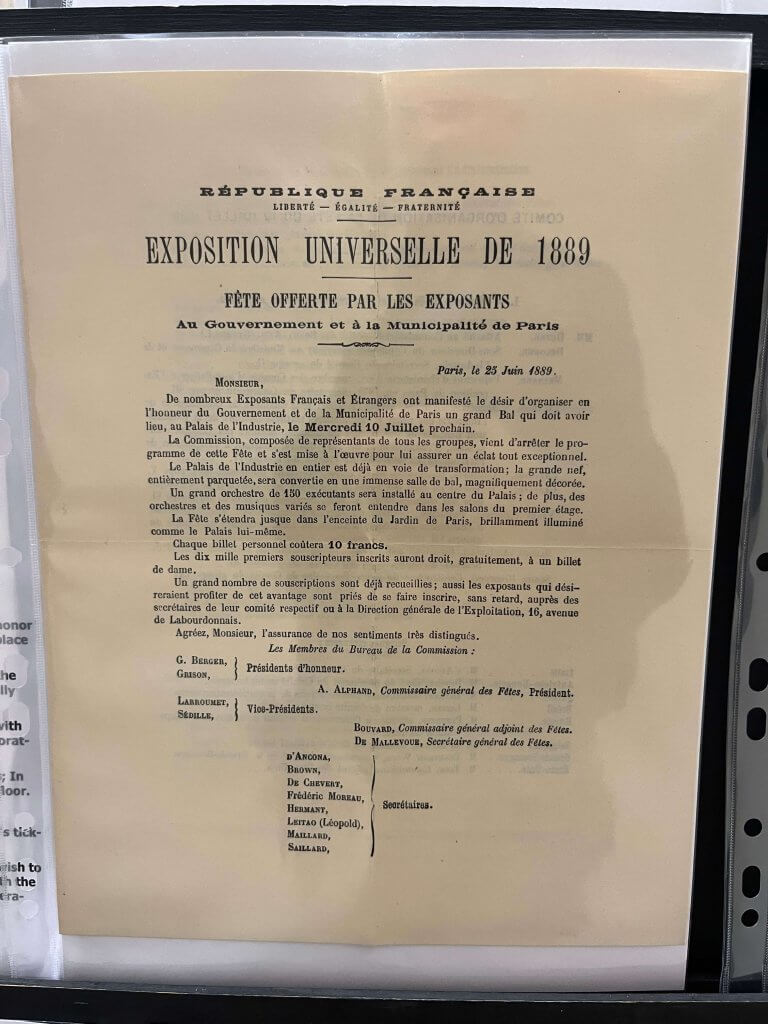 RÉPUBLIQUE FRANÇAISE
LIBERTÉ — ÉGALITÉ — FRATERNITÉ
EXPOSITION UNIVERSELLE DE 1889
FÊTE OFFERTE PAR LES EXPOSANTS
Au Gouvernement et à la Municipalité de Paris
Paris, le 25 Juin 1889.
MONSIEUR,
De nombreux Exposants Français et Étrangers ont manifesté le désir d'organiser en
l'honneur du Gouvernement et de la Municipalité de Paris un grand Bal qui doit avoir
lieu, au Palais de l'Industrie, le Mercredi 10 Juillet prochain.
La Commission, composée de représentants de tous les groupes, vient d'arrêter le pro-
gramme de cette Fête et s'est mise à l'œuvre pour lui assurer un éclat tout exceptionnel.
Le Palais de l'Industrie en entier est déjà en voie de transformation; la grande nef,
entièrement parquetée, sera convertie en une immense salle de bal, magnifiquement décorée.
Un grand orchestre de 150 exécutants sera installé au centre du Palais; de plus, des
orchestres et des musiques variés se feront entendre dans les salons du premier étage.
La Fête s'étendra jusque dans l'enceinte du Jardin de Paris, brillamment illuminé
comme le Palais lui-même.
Chaque billet personnel coûtera 10 francs.
Les dix mille premiers souscripteurs inscrits auront droit, gratuitement, à un billet
de dame.
Un grand nombre de souscriptions sont déjà recueillies; aussi les exposants qui dési-
reraient profiter de cet avantage sont priés de se faire inscrire, sans retard, auprès des
secrétaires de leur comité respectif ou à la Direction générale de l'Exploitation, 16, avenue
de Labourdonnais.
Agréez, Monsieur, l'assurance de nos sentiments très distingués.
Les Membres du Bureau de la Commission :
G. BERGER,
GRISON,
Présidents d'honneur.
A. ALPHAND, Commissaire général des Fêtes, Président.
LARROUMET,
SÉDILLE,
Vice-Présidents.
BOUVARD, Commissaire général adjoint des Fêtes.
DE MALLEVOUE, Secrétaire général des Fêtes.
D'ANCONA,
BROWN,
DE CHEVERT,
FRÉDÉRIC MOREAU,
HERMANT,
LEITAO (Léopold),
MAILLARD,
SAILLARD,
Secrétaires.
onor
place
the
lly
with
orat-
; In
floor.
's tick-
wish to
h the
era-